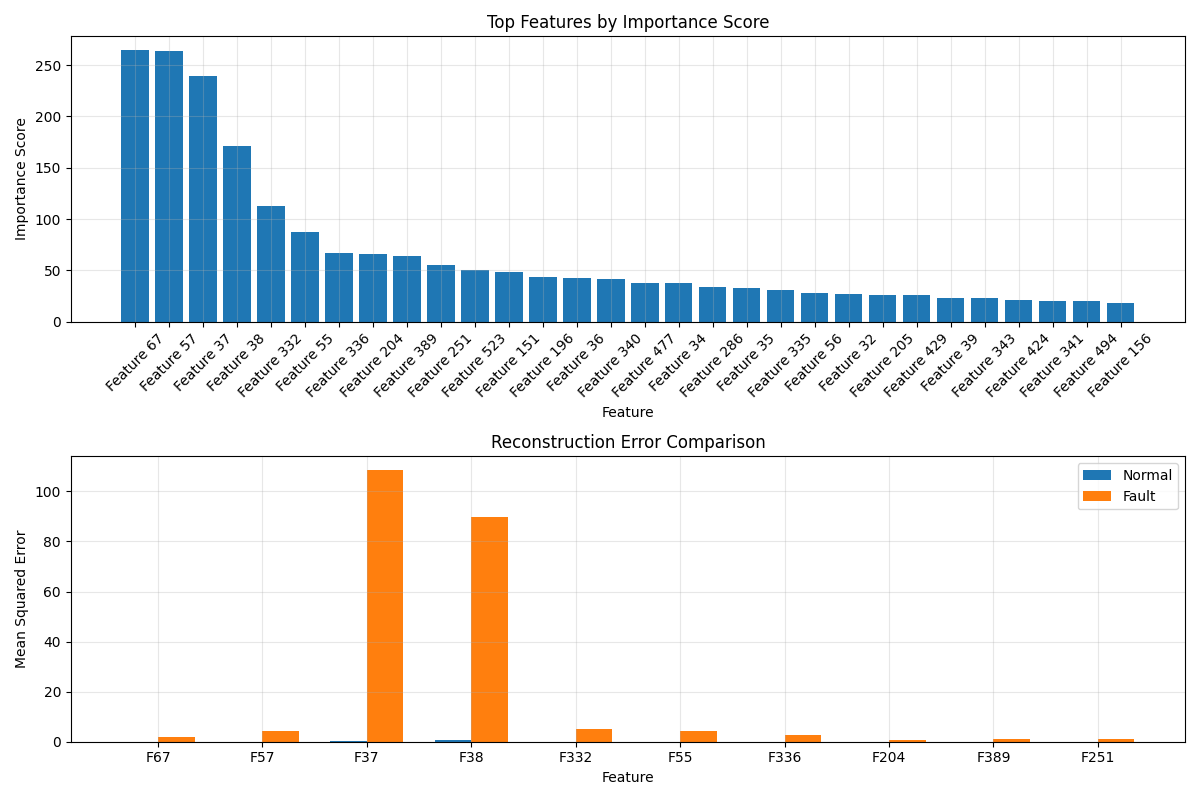 Top Features by Importance Score
Importance Score
250
200
150
100
50
0
Feature 67
Feature 57
Feature 37
Feature 38
Feature 332
Feature 55
Feature 336
Feature 204
Feature 389
Feature 251
Feature 523
Feature 151
Feature 196
Feature 36
Feature 340
Feature 477
Feature 34
Feature 286
Feature 35
Feature 335
Feature 56
Feature 32
Feature 205
Feature 429
Feature 39
Feature 343
Feature 424
Feature 341
Feature 494
Feature 156
Feature
Reconstruction Error Comparison
Mean Squared Error
100
80
60
40
20
0
Normal
Fault
F67
F57
F37
F38
F332
F55
F336
F204
F389
F251
Feature